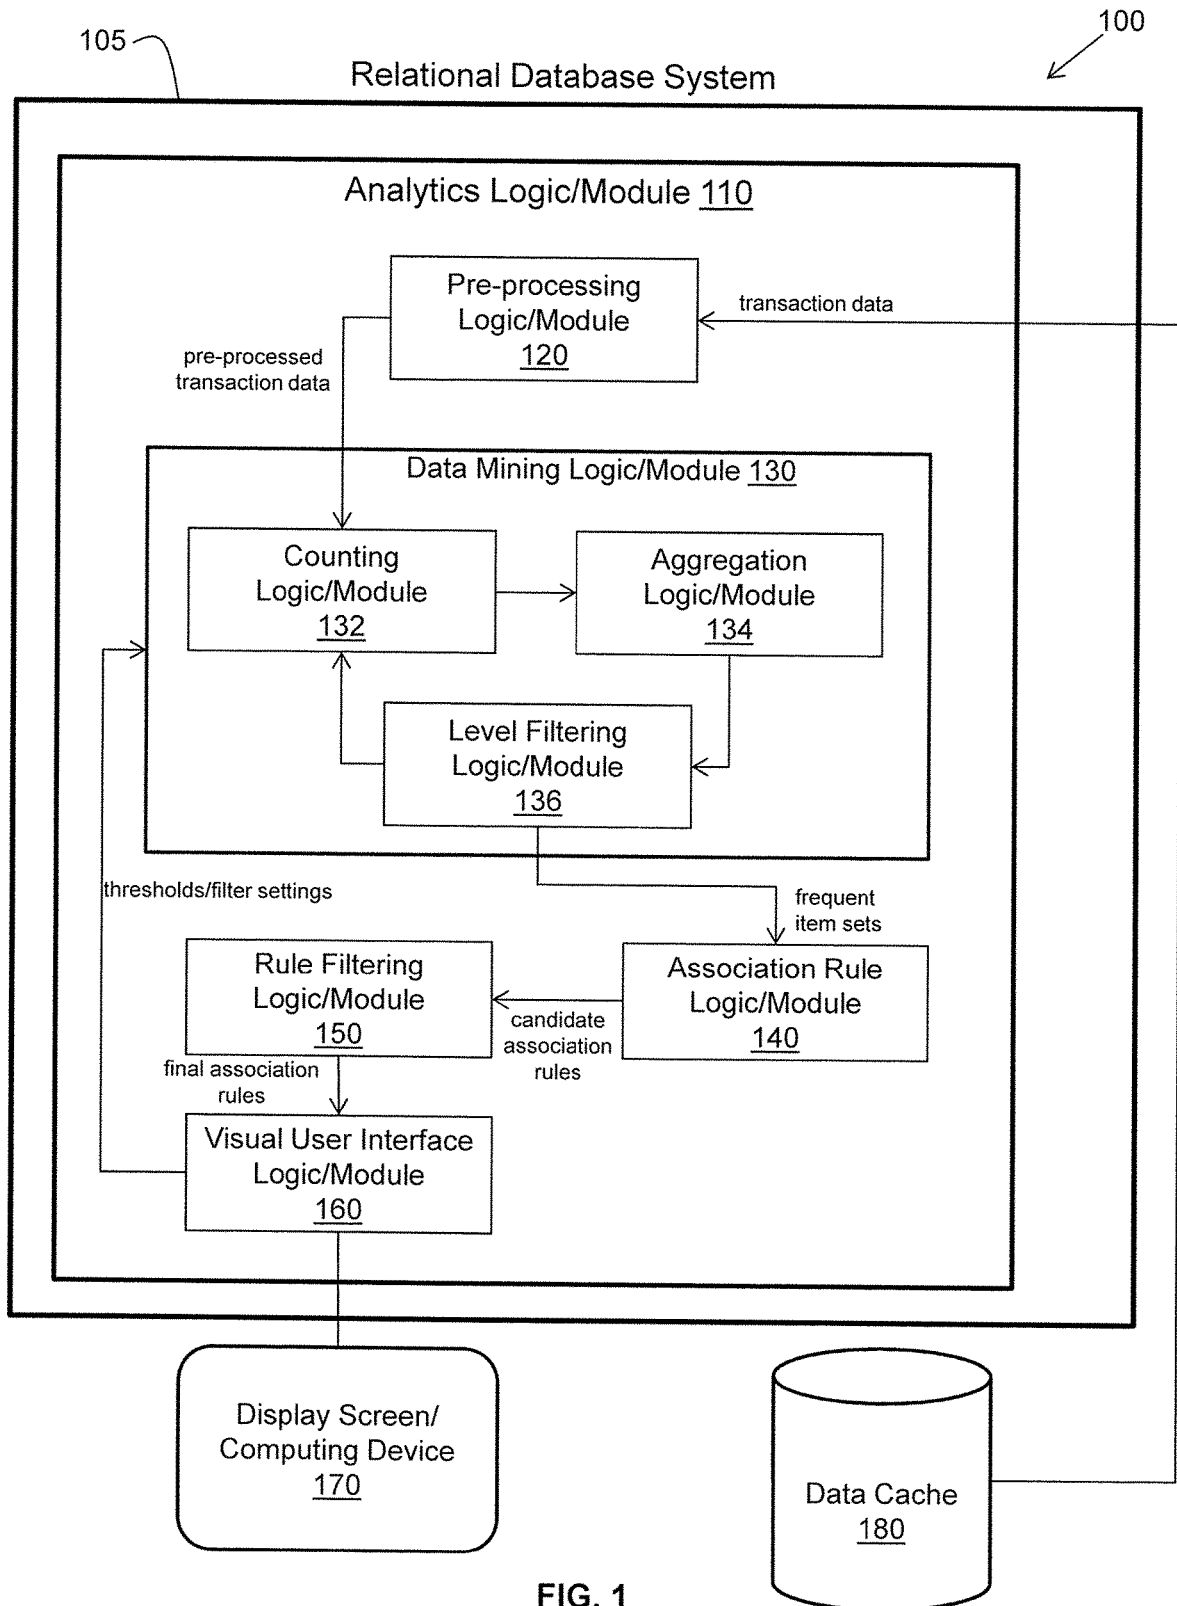 100
105
Relational Database System
Analytics Logic/Module 110
Pre-processing
Logic/Module
120
transaction data
pre-processed
transaction data
Data Mining Logic/Module 130
Counting
Logic/Module
132
Aggregation
Logic/Module
134
Level Filtering
Logic/Module
136
thresholds/filter settings
frequent
item sets
Rule Filtering
Logic/Module
150
Association Rule
Logic/Module
140
candidate
association
rules
final association
rules
Visual User Interface
Logic/Module
160
Display Screen/
Computing Device
170
Data Cache
180
FIG. 1